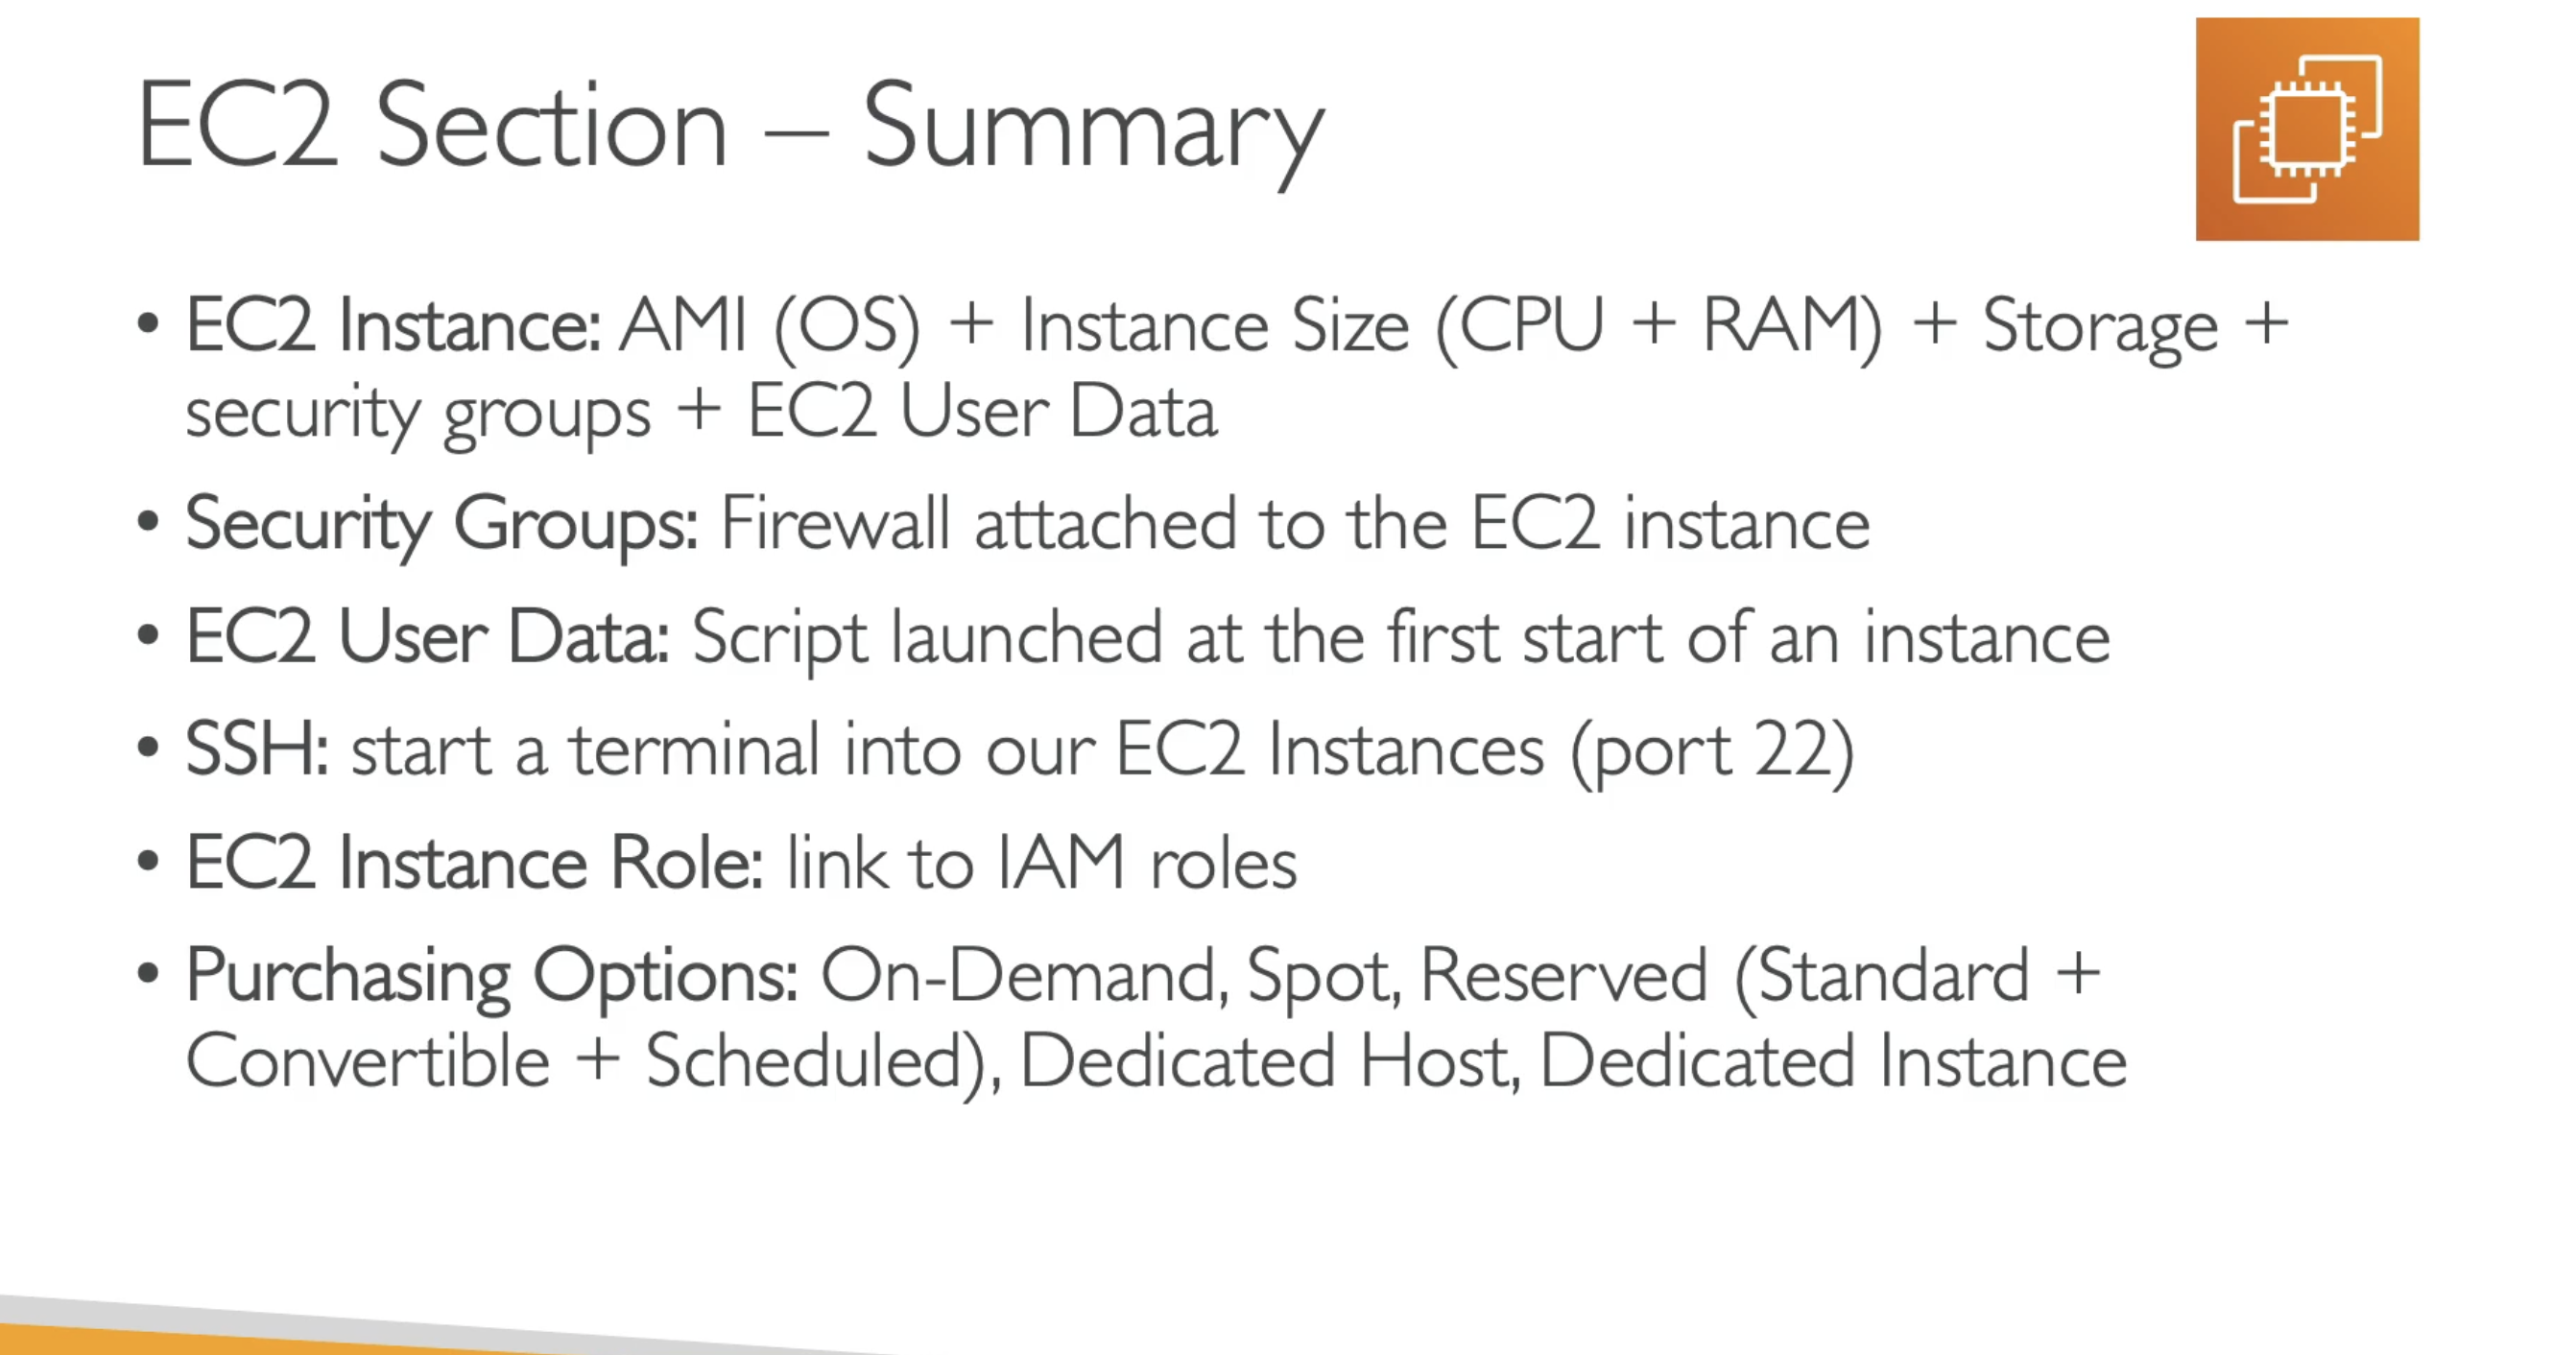 EC2 Section – Summary
• EC2 Instance: AMI (OS) + Instance Size (CPU + RAM) + Storage +
security groups + EC2 User Data
• Security Groups: Firewall attached to the EC2 instance
• EC2 User Data: Script launched at the first start of an instance
• SSH: start a terminal into our EC2 Instances (port 22)
• EC2 Instance Role: link to IAM roles
• Purchasing Options: On-Demand, Spot, Reserved (Standard +
Convertible + Scheduled), Dedicated Host, Dedicated Instance